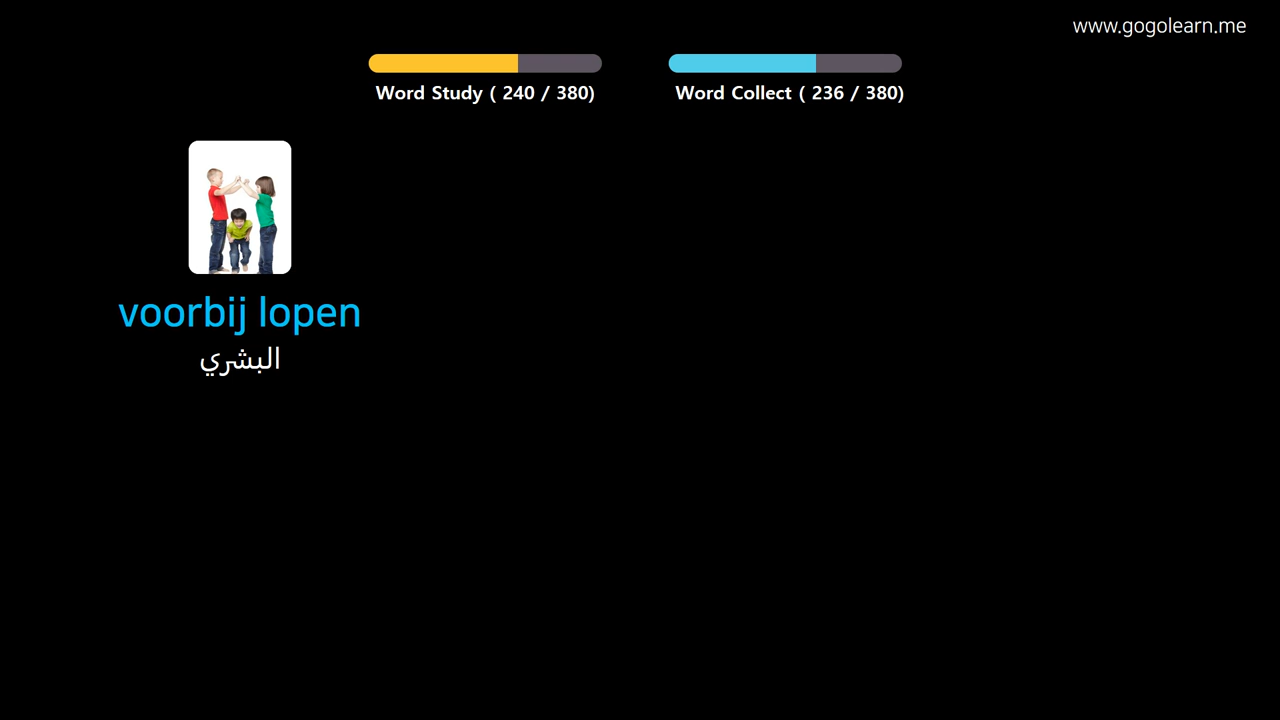 www.gogolearn.me
Word Study ( 240 / 380)
Word Collect ( 236 / 380)
voorbij lopen
البشري